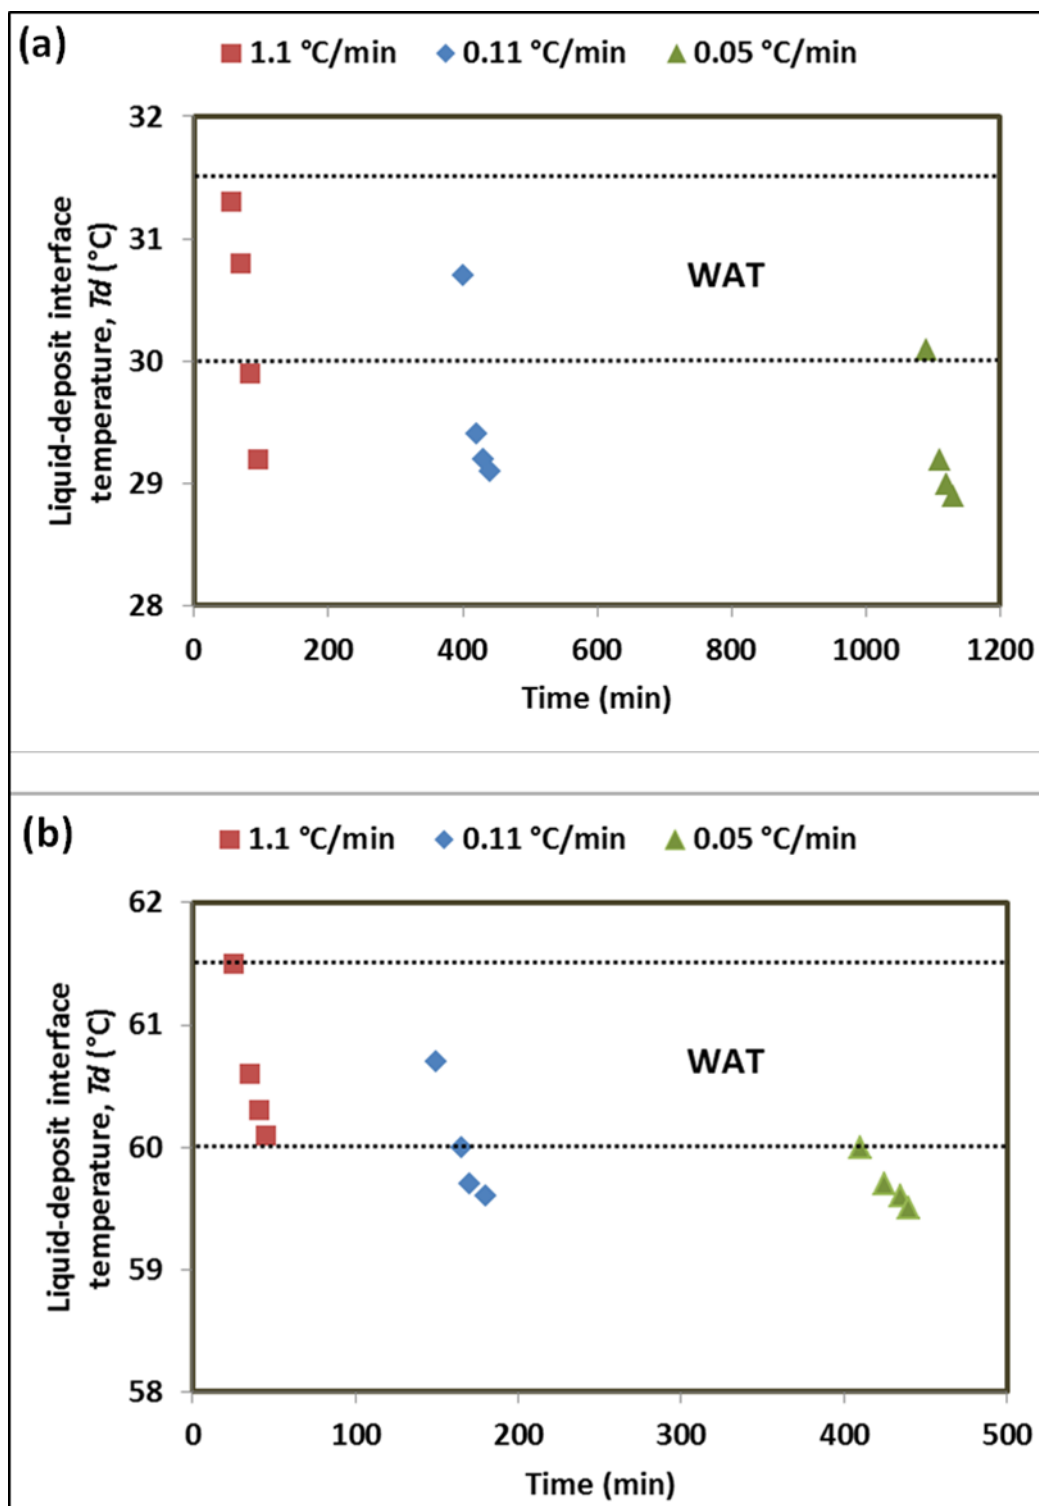 (a)
1.1 °C/min 0.11 °C/min 0.05 °C/min
32
31
30
29
28
Liquid-deposit interface
temperature, Td (°C)
WAT
0 200 400 600 800 1000 1200
Time (min)
(b)
1.1 °C/min 0.11 °C/min 0.05 °C/min
62
61
60
59
58
Liquid-deposit interface
temperature, Td (°C)
WAT
0 100 200 300 400 500
Time (min)